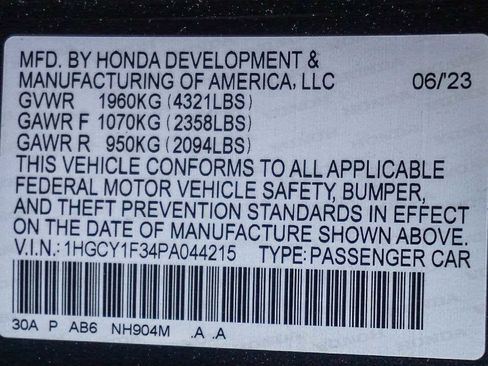 MFD. BY HONDA DEVELOPMENT &
MANUFACTURING OF AMERICA, LLC 06/'23
GVWR 1960KG (4321LBS)
GAWR F 1070KG (2358LBS)
GAWR R 950KG (2094LBS)
THIS VEHICLE CONFORMS TO ALL APPLICABLE
FEDERAL MOTOR VEHICLE SAFETY, BUMPER,
AND THEFT PREVENTION STANDARDS IN EFFECT
ON THE DATE OF MANUFACTURE SHOWN ABOVE.
V.I.N.: 1HGCY1F34PA044215 TYPE: PASSENGER CAR
30A P AB6 NH904M .A .A